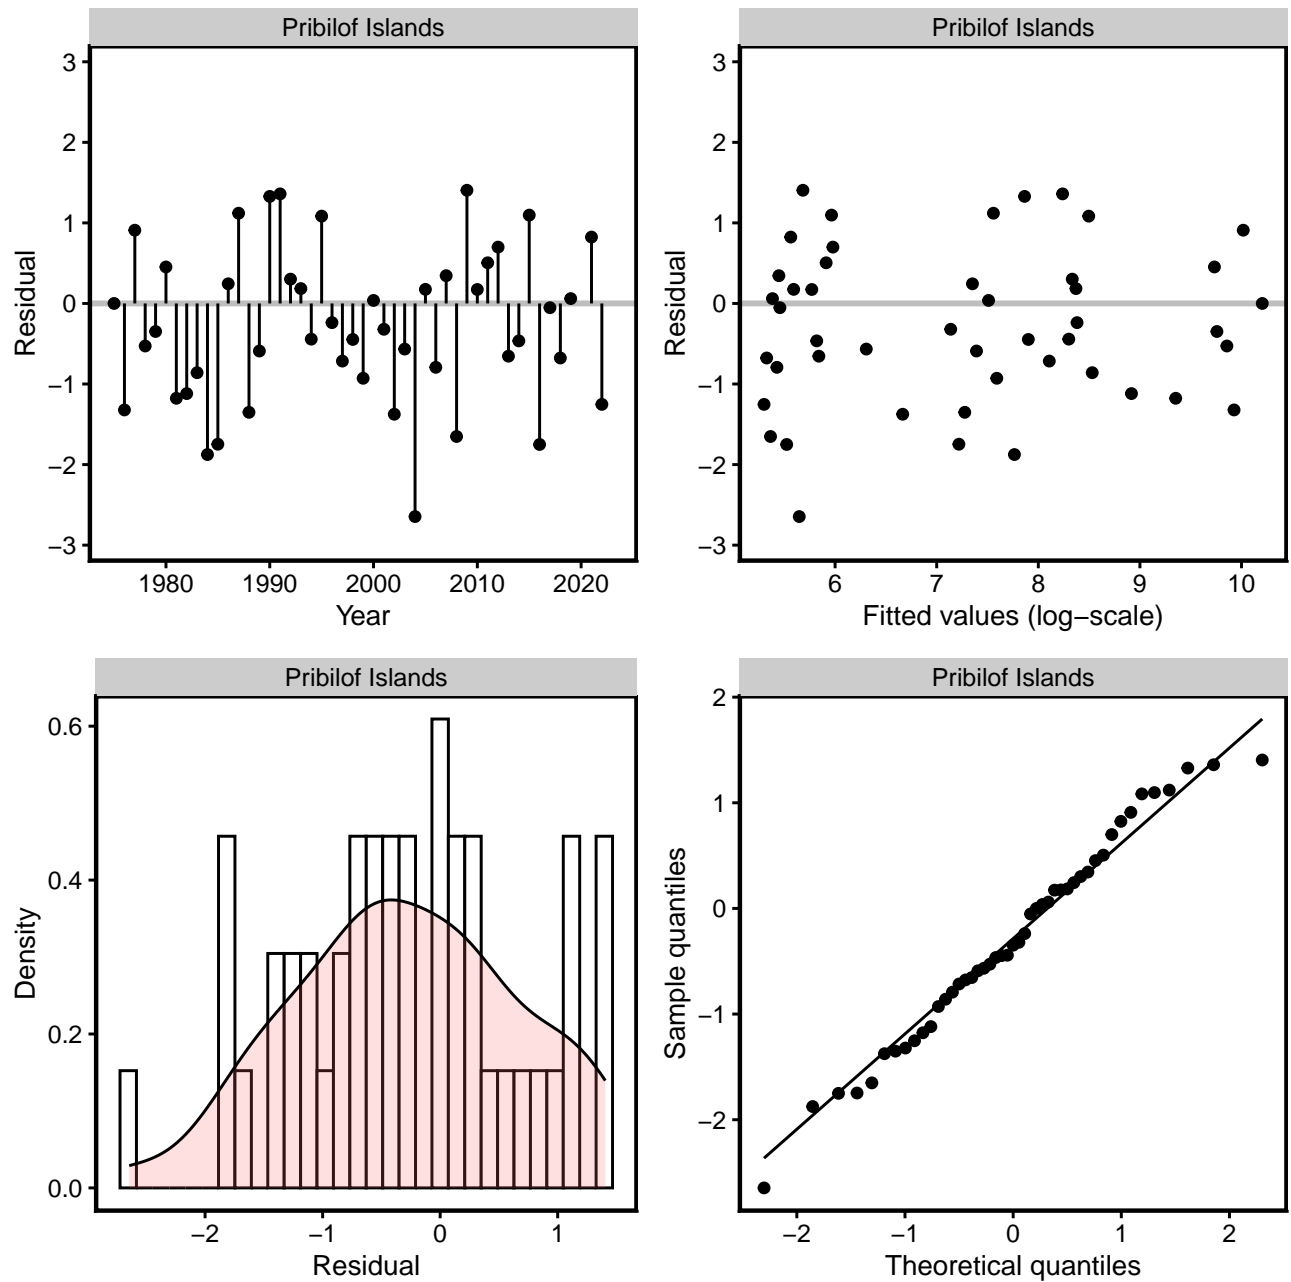 Pribilof Islands
3
2
1
0
−1
−2
−3
Residual
1980 1990 2000 2010 2020
Year
Pribilof Islands
3
2
1
0
−1
−2
−3
Residual
6 7 8 9 10
Fitted values (log−scale)
Pribilof Islands
0.6
0.4
0.2
0.0
Density
−2 −1 0 1
Residual
Pribilof Islands
2
1
0
−1
−2
Sample quantiles
−2 −1 0 1 2
Theoretical quantiles